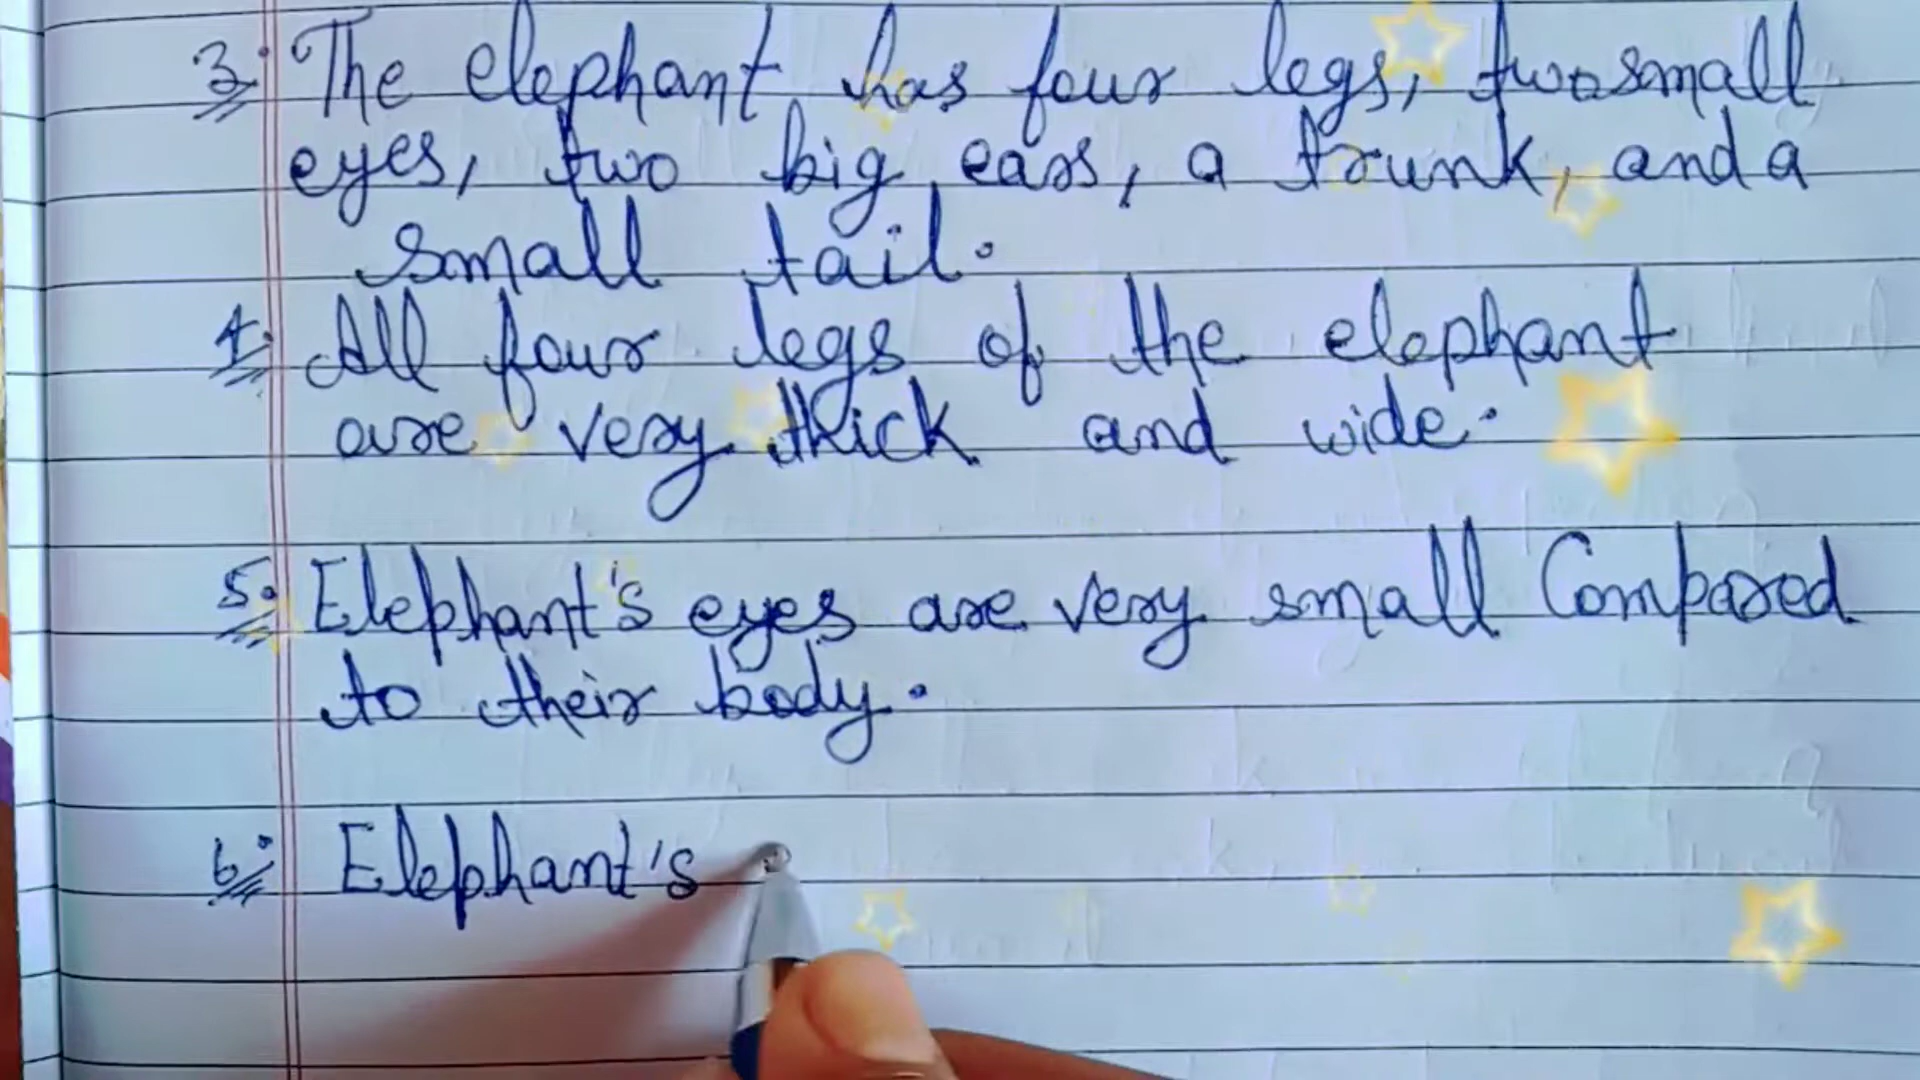 3. The elephant has four legs, two small
eyes, two big ears, a trunk, and a
small tail.
4. All four legs of the elephant
are very thick and wide.
5. Elephant's eyes are very small Compared
to their body.
6. Elephant's